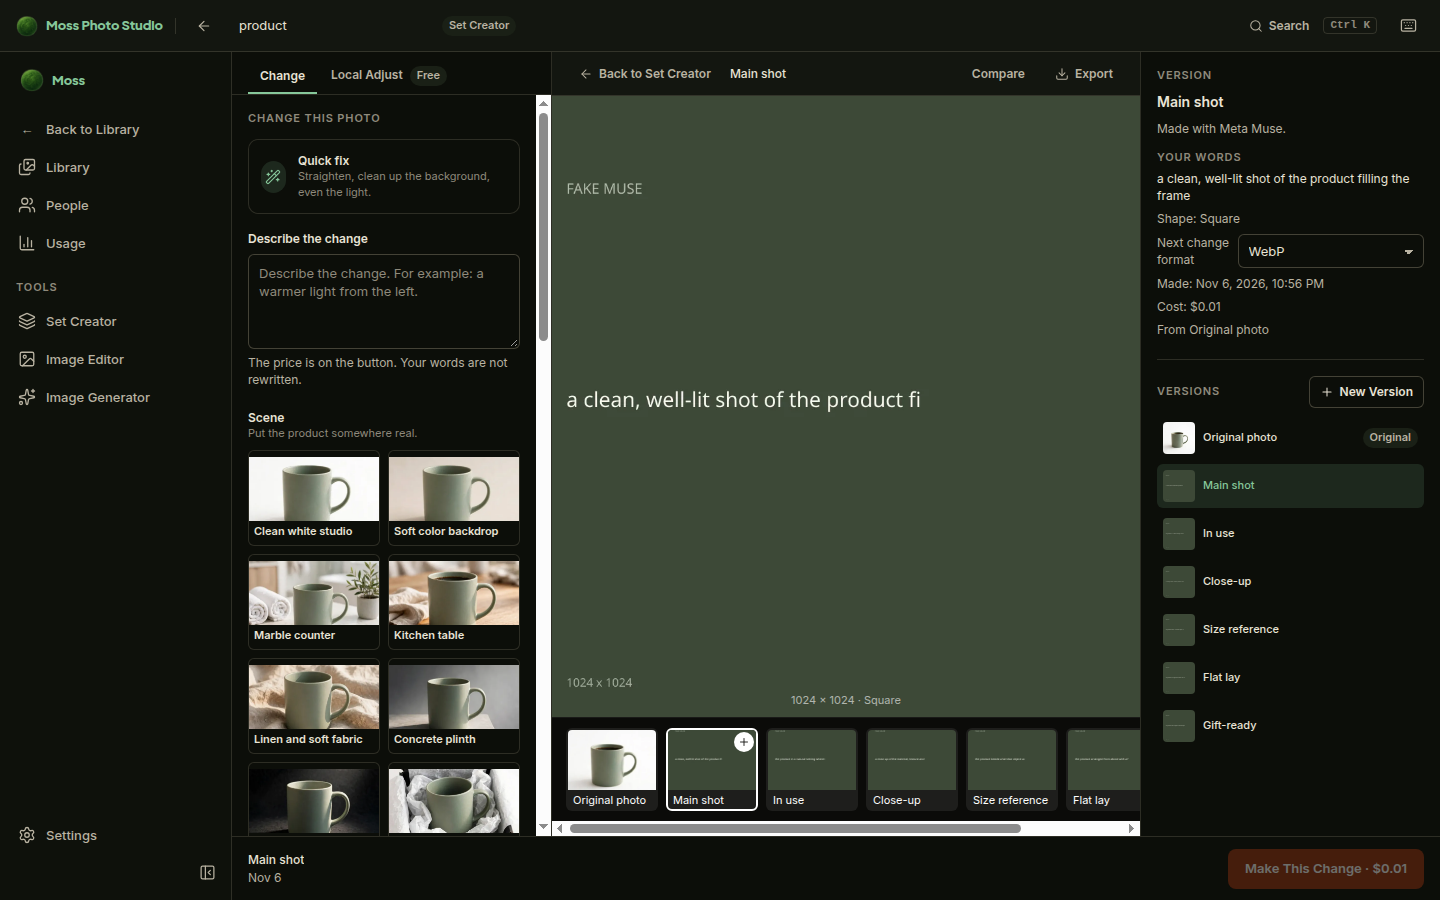 Moss Photo Studio
product
Set Creator
Search
Ctrl K
Moss
← Back to Library
Library
People
Usage
TOOLS
Set Creator
Image Editor
Image Generator
Settings
Change
Local Adjust
Free
CHANGE THIS PHOTO
Quick fix
Straighten, clean up the background,
even the light.
Describe the change
Describe the change. For example: a
warmer light from the left.
The price is on the button. Your words are not
rewritten.
Scene
Put the product somewhere real.
Clean white studio
Soft color backdrop
Marble counter
Kitchen table
Linen and soft fabric
Concrete plinth
Back to Set Creator
Main shot
Compare
Export
FAKE MUSE
a clean, well-lit shot of the product fi
1024 x 1024
1024 × 1024 · Square
Original photo
Main shot
In use
Close-up
Size reference
Flat lay
VERSION
Main shot
Made with Meta Muse.
YOUR WORDS
a clean, well-lit shot of the product filling the
frame
Shape: Square
Next change
format
WebP
Made: Nov 6, 2026, 10:56 PM
Cost: $0.01
From Original photo
VERSIONS
New Version
Original photo
Original
Main shot
In use
Close-up
Size reference
Flat lay
Gift-ready
Main shot
Nov 6
Make This Change · $0.01